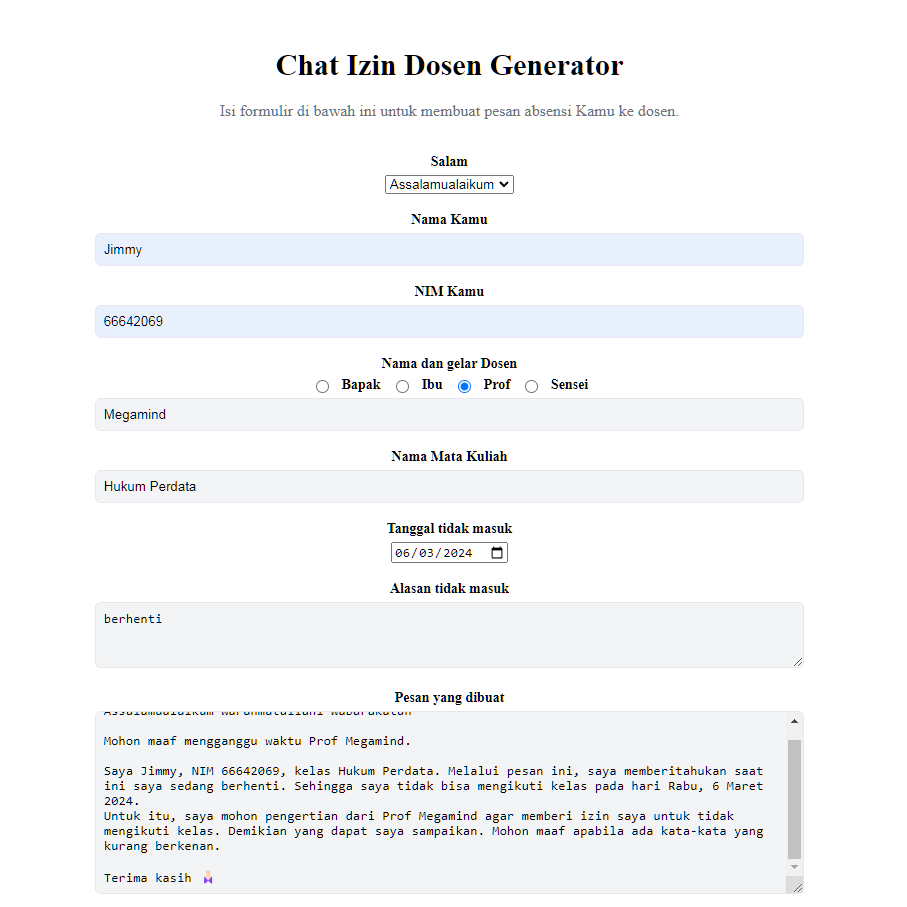 Chat Izin Dosen Generator
Isi formulir di bawah ini untuk membuat pesan absensi Kamu ke dosen.
Salam
Assalamualaikum
Nama Kamu
Jimmy
NIM Kamu
66642069
Nama dan gelar Dosen
Bapak Ibu Prof Sensei
Megamind
Nama Mata Kuliah
Hukum Perdata
Tanggal tidak masuk
06/03/2024
Alasan tidak masuk
berhenti
Pesan yang dibuat
Assalamualaikum warahmatullahi wabarakatuh
Mohon maaf mengganggu waktu Prof Megamind.
Saya Jimmy, NIM 66642069, kelas Hukum Perdata. Melalui pesan ini, saya memberitahukan saat
ini saya sedang berhenti. Sehingga saya tidak bisa mengikuti kelas pada hari Rabu, 6 Maret
2024.
Untuk itu, saya mohon pengertian dari Prof Megamind agar memberi izin saya untuk tidak
mengikuti kelas. Demikian yang dapat saya sampaikan. Mohon maaf apabila ada kata-kata yang
kurang berkenan.
Terima kasih